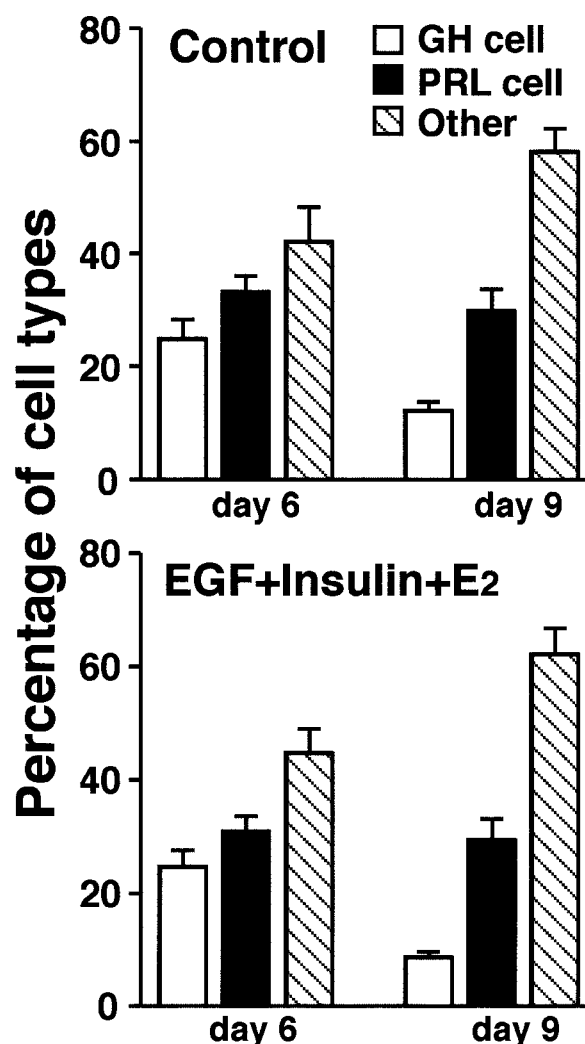 Percentage of cell types
80
60
40
20
0
Control
GH cell
PRL cell
Other
day 6
day 9
80
60
40
20
0
EGF+Insulin+E2
day 6
day 9